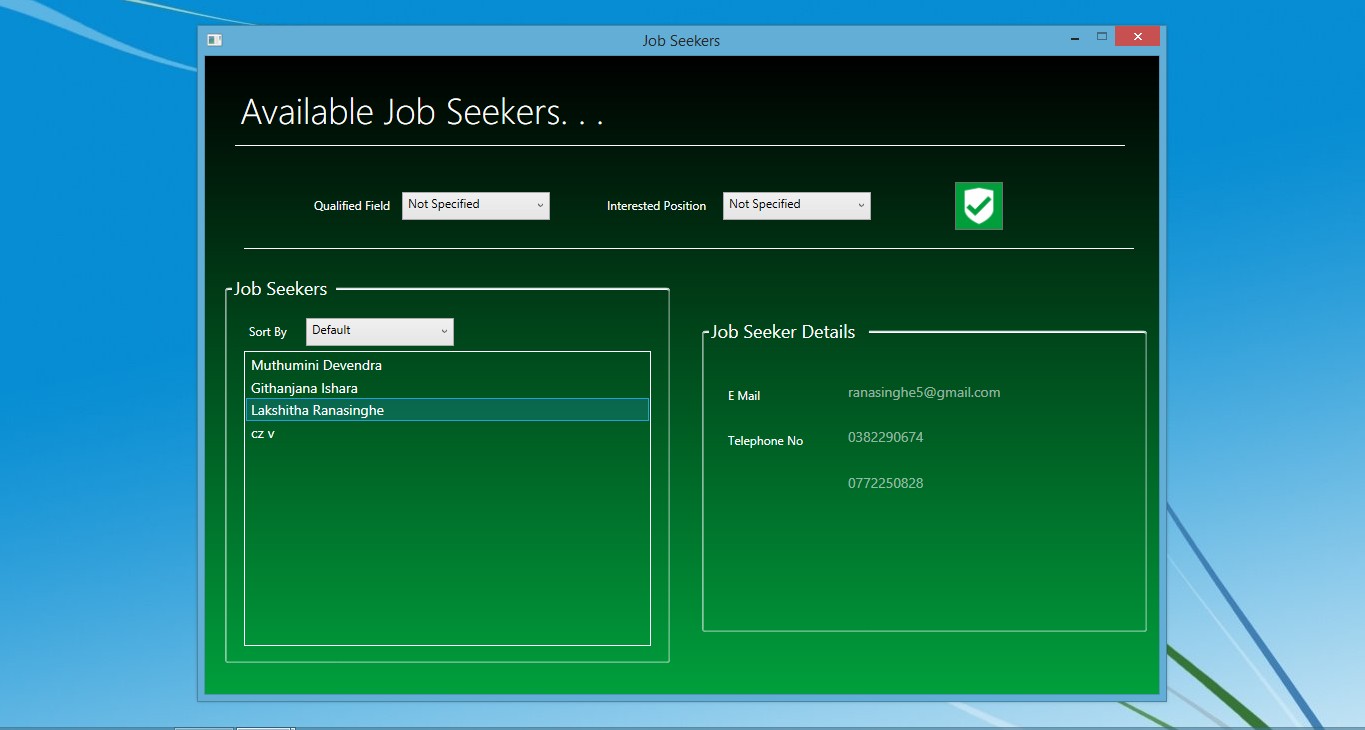 Job Seekers
Available Job Seekers. . .
Qualified Field Not Specified Interested Position Not Specified
Job Seekers
Sort By Default
Muthumini Devendra
Githanjana Ishara
Lakshitha Ranasinghe
cz v
Job Seeker Details
E Mail ranasinghe5@gmail.com
Telephone No 0382290674
0772250828